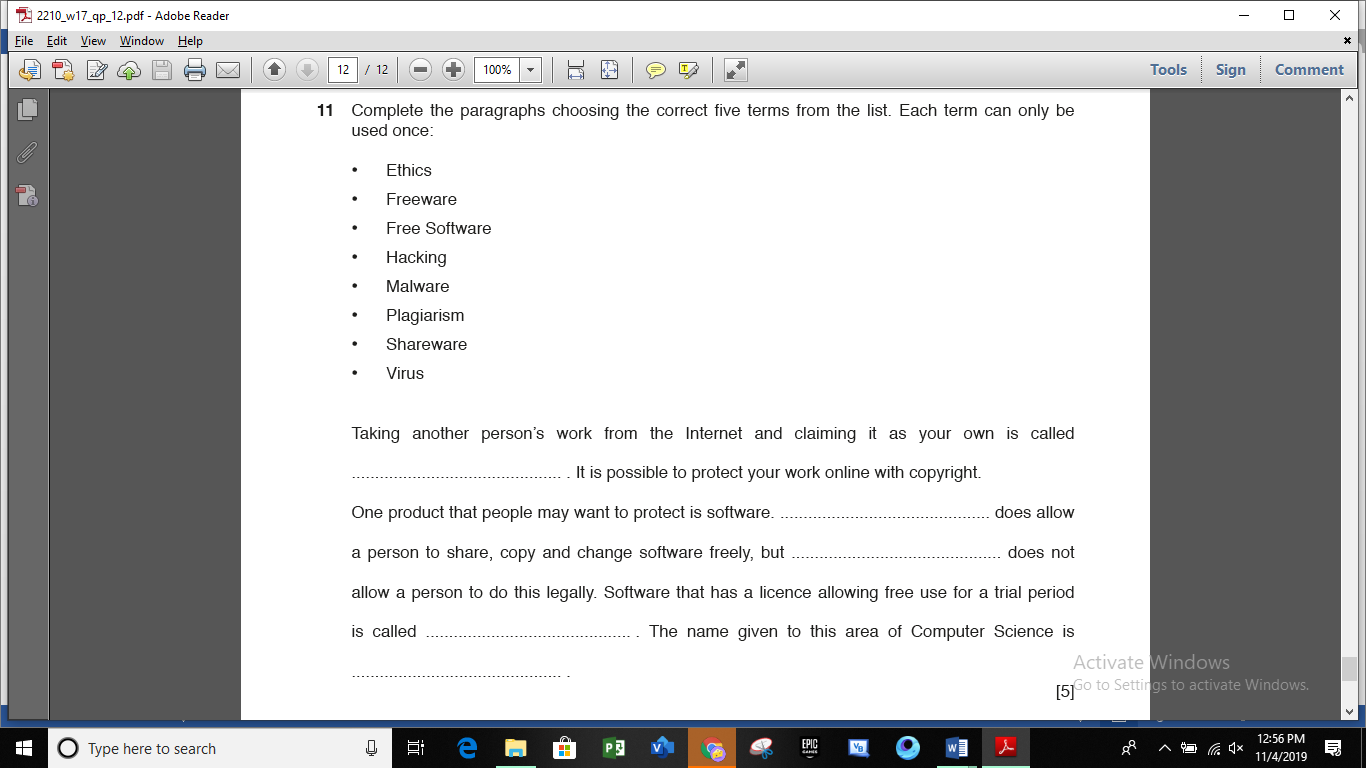 2210_w17_qp_12.pdf - Adobe Reader
File Edit View Window Help
12 / 12 100% Tools Sign Comment
11 Complete the paragraphs choosing the correct five terms from the list. Each term can only be
used once:
• Ethics
• Freeware
• Free Software
• Hacking
• Malware
• Plagiarism
• Shareware
• Virus
Taking another person's work from the Internet and claiming it as your own is called
............................................. . It is possible to protect your work online with copyright.
One product that people may want to protect is software. ............................................. does allow
a person to share, copy and change software freely, but ............................................. does not
allow a person to do this legally. Software that has a licence allowing free use for a trial period
is called ............................................ . The name given to this area of Computer Science is
............................................. .
[5]
Activate Windows
Go to Settings to activate Windows.
Type here to search
EPIC
GAMES
12:56 PM
11/4/2019